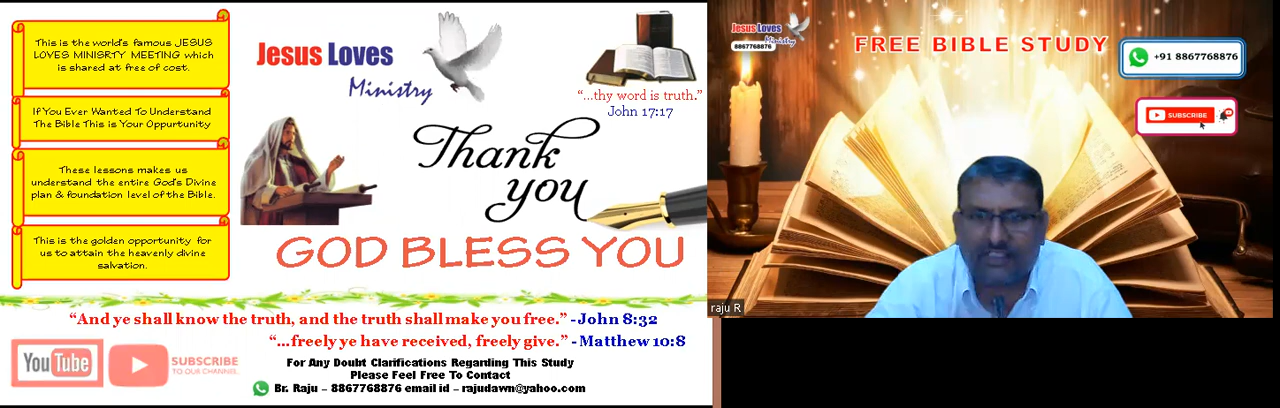 This is the world's famous JESUS
LOVES MINISRTY MEETING which
is shared at free of cost.
If You Ever Wanted To Understand
The Bible This is Your Oppurtunity
These lessons makes us
understand the entire God's Divine
plan & foundation level of the Bible.
This is the golden opportunity for
us to attain the heavenly divine
salvation.
Jesus Loves
Ministry
"...thy word is truth."
John 17:17
Thank
you
GOD BLESS YOU
"And ye shall know the truth, and the truth shall make you free." - John 8:32
"...freely ye have received, freely give." - Matthew 10:8
YouTube
SUBSCRIBE
TO OUR CHANNEL
For Any Doubt Clarifications Regarding This Study
Please Feel Free To Contact
Br. Raju – 8867768876 email id – rajudawn@yahoo.com
Jesus Loves
Ministry
8867768876
FREE BIBLE STUDY
+91 8867768876
SUBSCRIBE
raju R